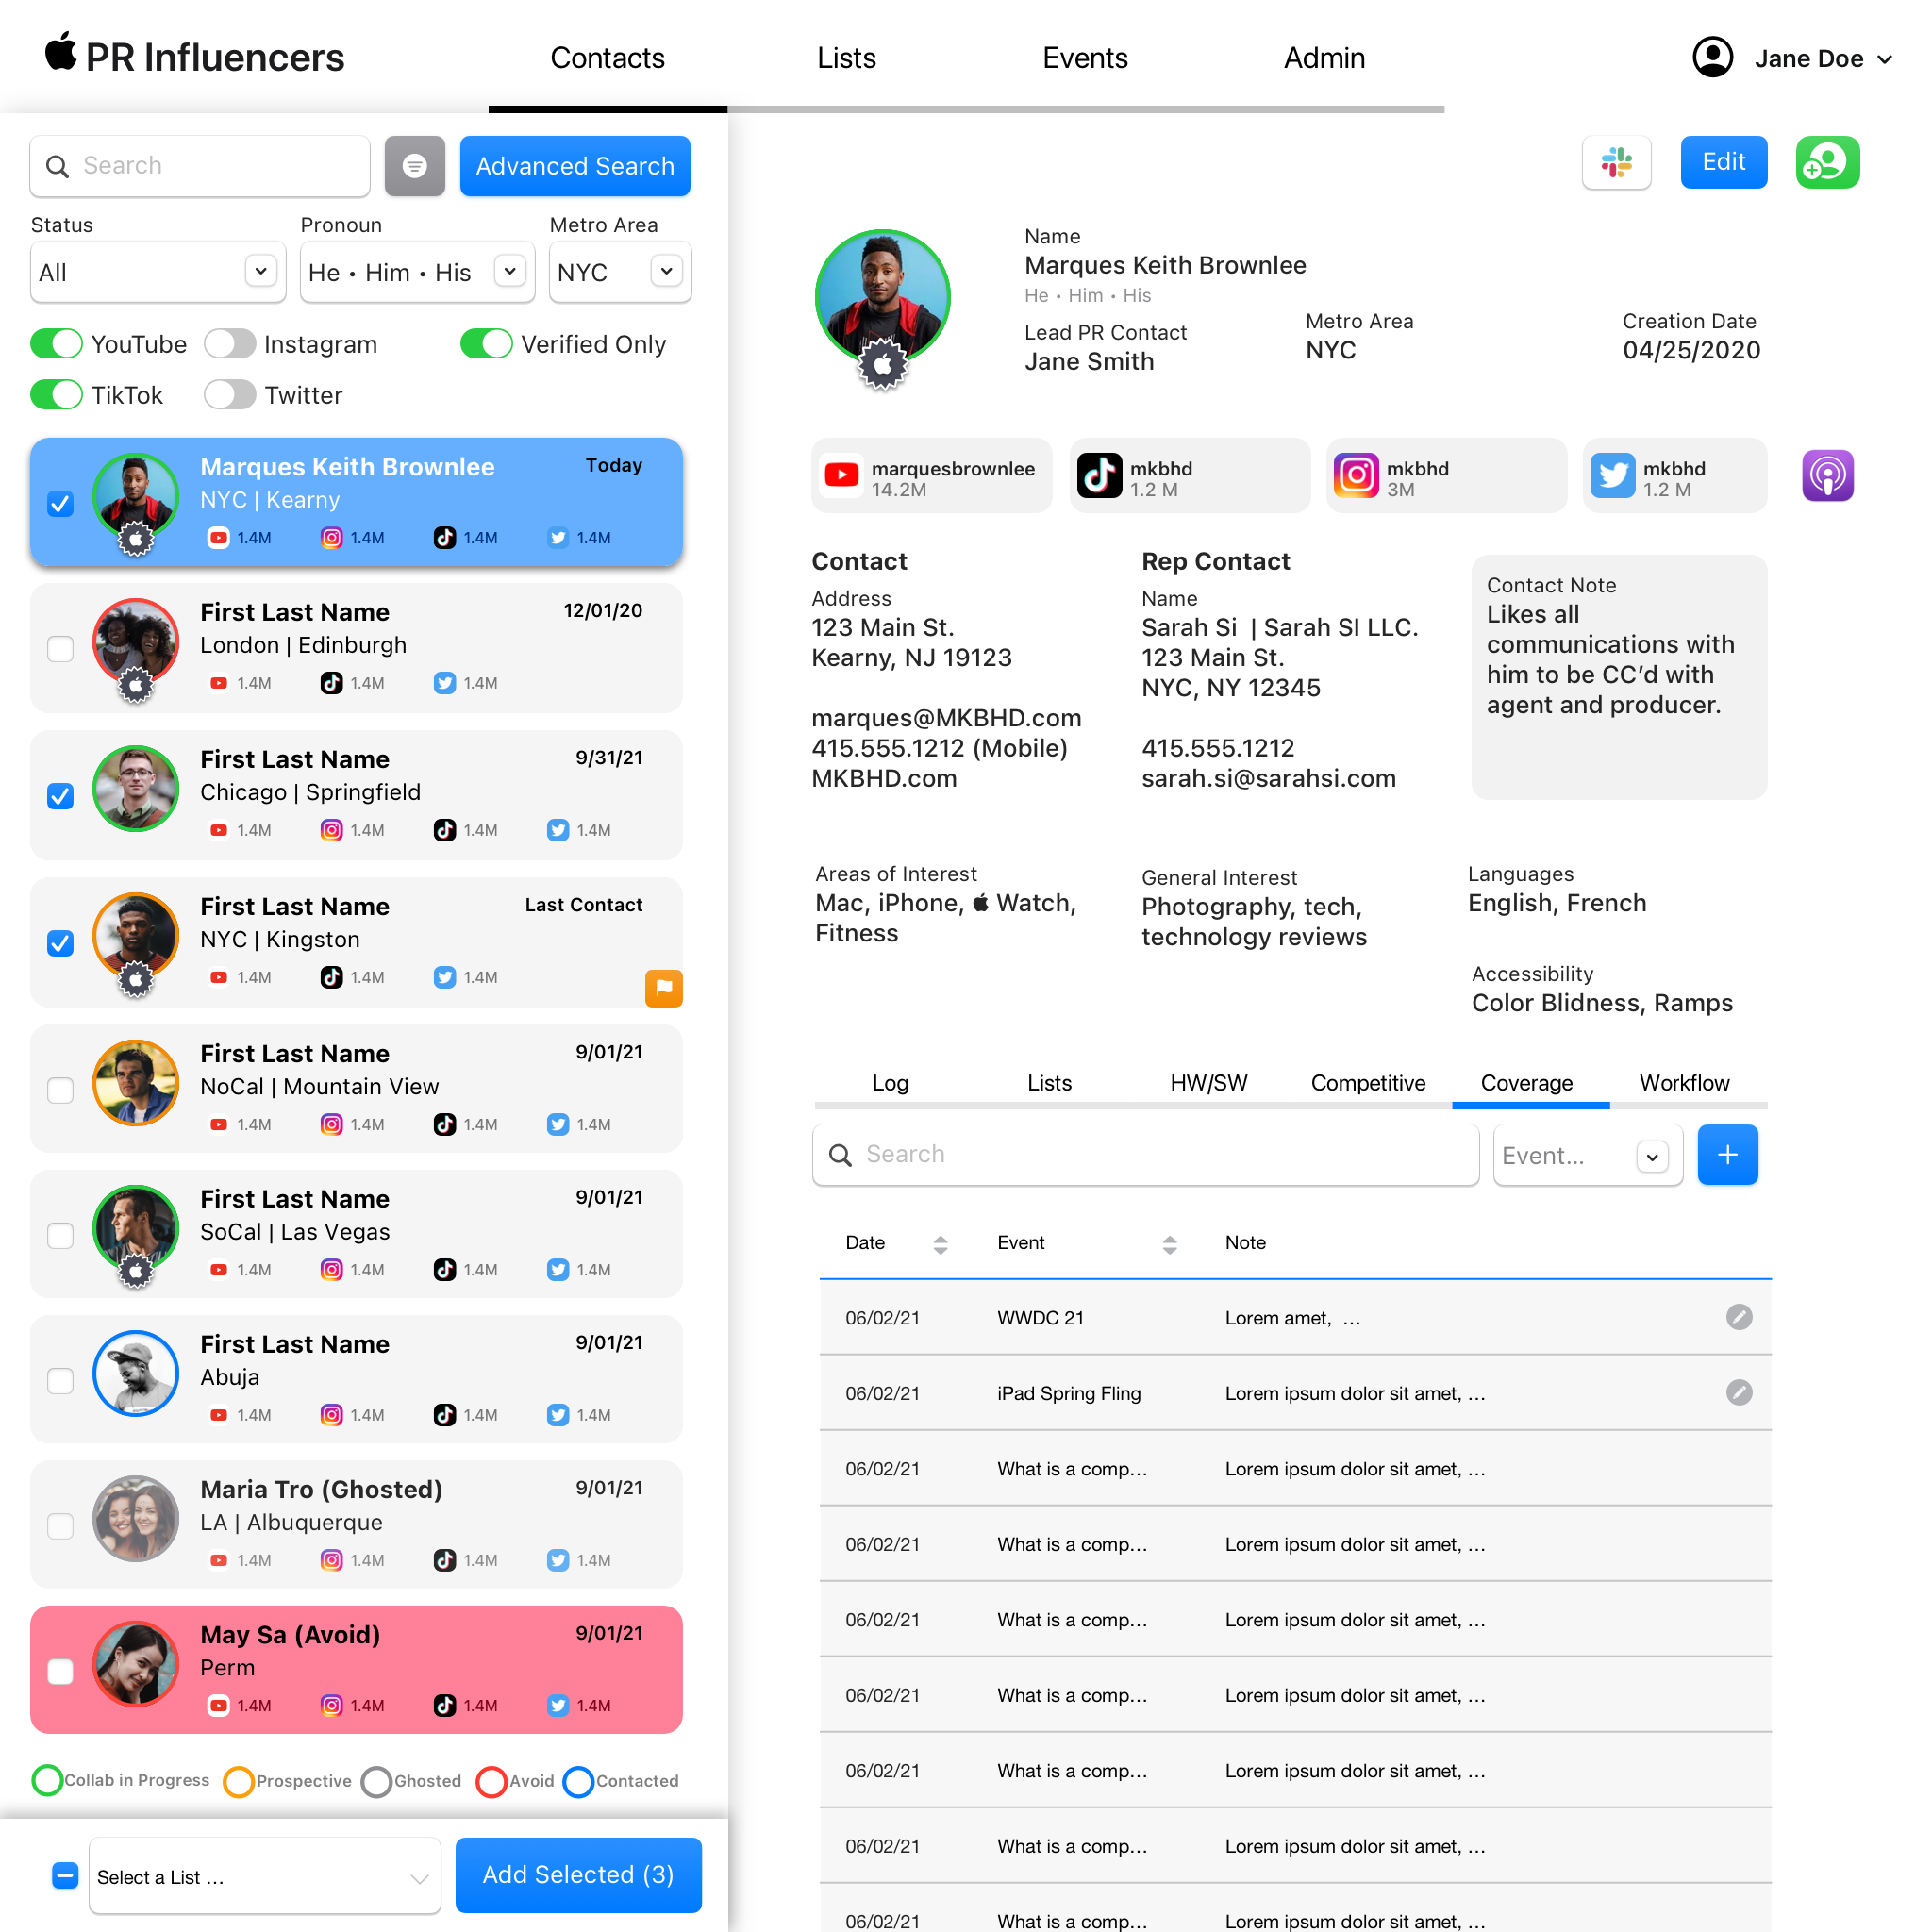 PR Influencers
Contacts
Lists
Events
Admin
Jane Doe
Search
Advanced Search
Status
Pronoun
Metro Area
All
He • Him • His
NYC
YouTube
Instagram
Verified Only
TikTok
Twitter
Marques Keith Brownlee
Today
NYC | Kearny
1.4M
1.4M
1.4M
1.4M
First Last Name
12/01/20
London | Edinburgh
1.4M
1.4M
1.4M
First Last Name
9/31/21
Chicago | Springfield
1.4M
1.4M
1.4M
1.4M
First Last Name
Last Contact
NYC | Kingston
1.4M
1.4M
1.4M
First Last Name
9/01/21
NoCal | Mountain View
1.4M
1.4M
1.4M
1.4M
First Last Name
9/01/21
SoCal | Las Vegas
1.4M
1.4M
1.4M
1.4M
First Last Name
9/01/21
Abuja
1.4M
1.4M
1.4M
1.4M
Maria Tro (Ghosted)
9/01/21
LA | Albuquerque
1.4M
1.4M
1.4M
1.4M
May Sa (Avoid)
9/01/21
Perm
1.4M
1.4M
1.4M
1.4M
Collab in Progress
Prospective
Ghosted
Avoid
Contacted
Select a List ...
Add Selected (3)
Edit
Name
Marques Keith Brownlee
He • Him • His
Lead PR Contact
Jane Smith
Metro Area
NYC
Creation Date
04/25/2020
marquesbrownlee
14.2M
mkbhd
1.2 M
mkbhd
3M
mkbhd
1.2 M
Contact
Address
123 Main St.
Kearny, NJ 19123
marques@MKBHD.com
415.555.1212 (Mobile)
MKBHD.com
Rep Contact
Name
Sarah Si | Sarah SI LLC.
123 Main St.
NYC, NY 12345
415.555.1212
sarah.si@sarahsi.com
Contact Note
Likes all
communications with
him to be CC’d with
agent and producer.
Areas of Interest
Mac, iPhone,  Watch,
Fitness
General Interest
Photography, tech,
technology reviews
Languages
English, French
Accessibility
Color Blidness, Ramps
Log
Lists
HW/SW
Competitive
Coverage
Workflow
Search
Event...
Date
Event
Note
06/02/21
WWDC 21
Lorem amet, ...
06/02/21
iPad Spring Fling
Lorem ipsum dolor sit amet, ...
06/02/21
What is a comp...
Lorem ipsum dolor sit amet, ...
06/02/21
What is a comp...
Lorem ipsum dolor sit amet, ...
06/02/21
What is a comp...
Lorem ipsum dolor sit amet, ...
06/02/21
What is a comp...
Lorem ipsum dolor sit amet, ...
06/02/21
What is a comp...
Lorem ipsum dolor sit amet, ...
06/02/21
What is a comp...
Lorem ipsum dolor sit amet, ...
06/02/21
What is a comp...
Lorem ipsum dolor sit amet, ...